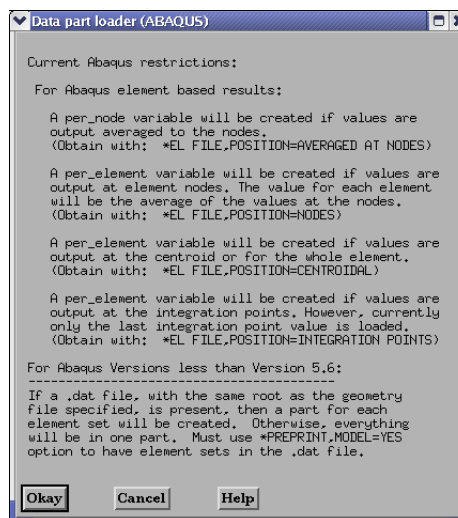 Data part loader (ABAQUS)
Current Abaqus restrictions:
For Abaqus element based results:
A per_node variable will be created if values are
output averaged to the nodes.
(Obtain with: *EL FILE,POSITION=AVERAGED AT NODES)
A per_element variable will be created if values are
output at element nodes. The value for each element
will be the average of the values at the nodes.
(Obtain with: *EL FILE,POSITION=NODES)
A per_element variable will be created if values are
output at the centroid or for the whole element.
(Obtain with: *EL FILE,POSITION=CENTROIDAL)
A per_element variable will be created if values are
output at the integration points. However, currently
only the last integration point value is loaded.
(Obtain with: *EL FILE,POSITION=INTEGRATION POINTS)
For Abaqus Versions less than Version 5.6:
----------------------------------------
If a .dat file, with the same root as the geometry
file specified, is present, then a part for each
element set will be created. Otherwise, everything
will be in one part. Must use *PREPRINT,MODEL=YES
option to have element sets in the .dat file.
Okay Cancel Help